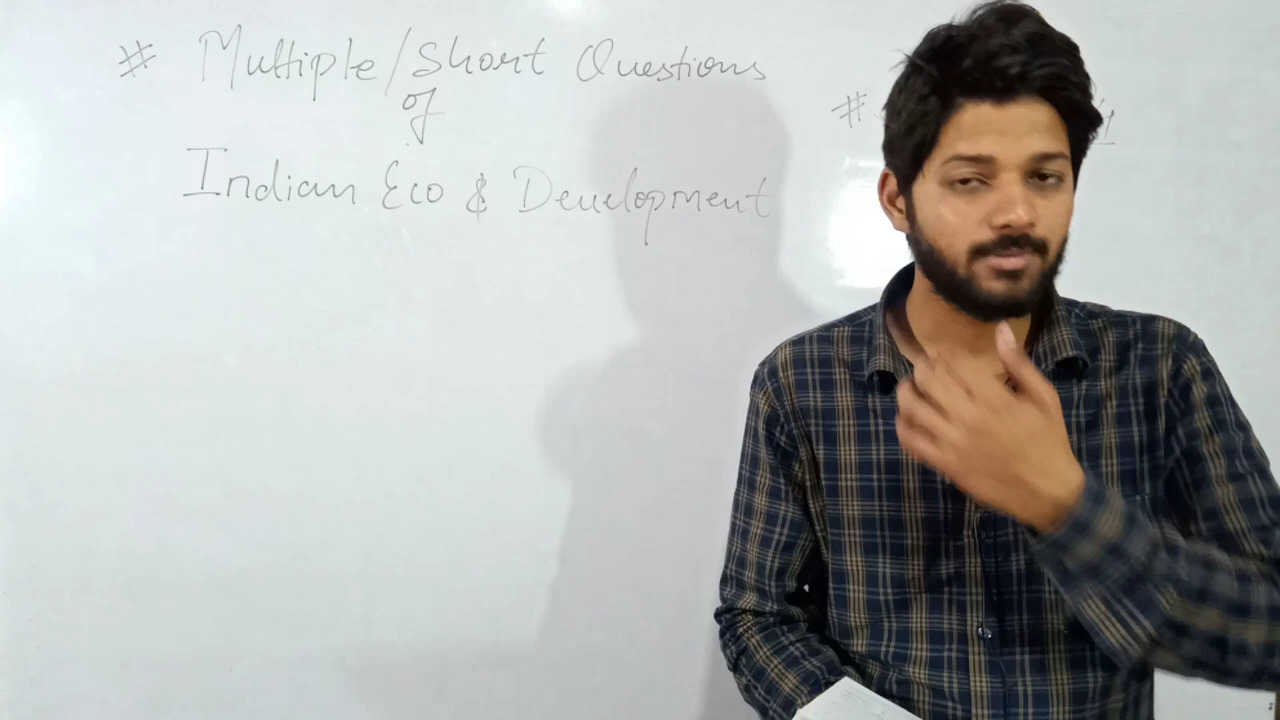 # Multiple/Short Questions
of
Indian Eco & Development
#